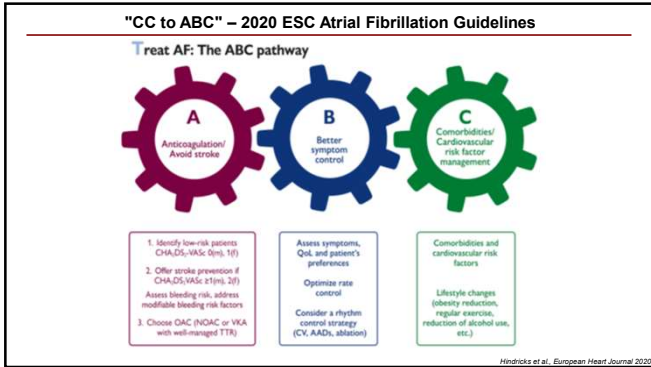 "CC to ABC" – 2020 ESC Atrial Fibrillation Guidelines
Treat AF: The ABC pathway
A
Anticoagulation/
Avoid stroke
B
Better
symptom
control
C
Comorbidities/
Cardiovascular
risk factor
management
1. Identify low-risk patients
CHA₂DS₂-VASc 0(m), 1(f)
2. Offer stroke prevention if
CHA₂DS₂VASc ≥1(m), 2(f)
Assess bleeding risk, address
modifiable bleeding risk factors
3. Choose OAC (NOAC or VKA
with well-managed TTR)
Assess symptoms,
QoL and patient's
preferences
Optimize rate
control
Consider a rhythm
control strategy
(CV, AADs, ablation)
Comorbidities and
cardiovascular risk
factors
Lifestyle changes
(obesity reduction,
regular exercise,
reduction of alcohol use,
etc.)
Hindricks et al., European Heart Journal 2020